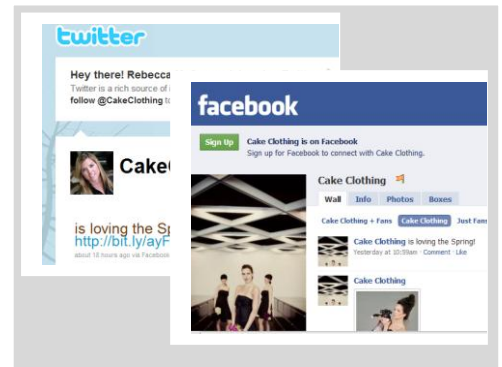 twitter
Hey there! Rebecca
Twitter is a rich source of
follow @CakeClothing to
Cake
is loving the Sp
http://bit.ly/ayF
about 18 hours ago via Facebook
facebook
Sign Up
Cake Clothing is on Facebook
Sign up for Facebook to connect with Cake Clothing.
Cake Clothing
Wall Info Photos Boxes
Cake Clothing + Fans Cake Clothing Just Fans
Cake Clothing is loving the Spring!
Yesterday at 10:39am · Comment · Like
Cake Clothing